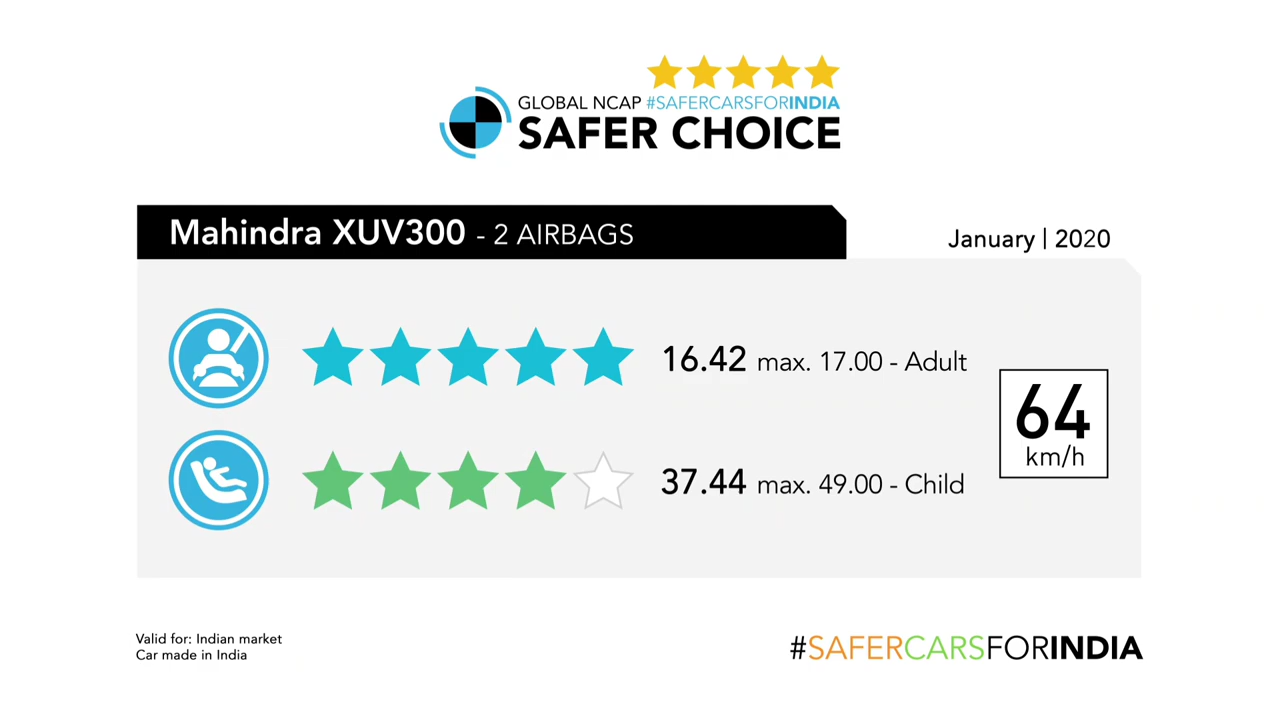 GLOBAL NCAP #SAFERCARSFORINDIA
SAFER CHOICE
Mahindra XUV300 - 2 AIRBAGS
January | 2020
16.42 max. 17.00 - Adult
37.44 max. 49.00 - Child
64
km/h
Valid for: Indian market
Car made in India
#SAFERCARSFORINDIA